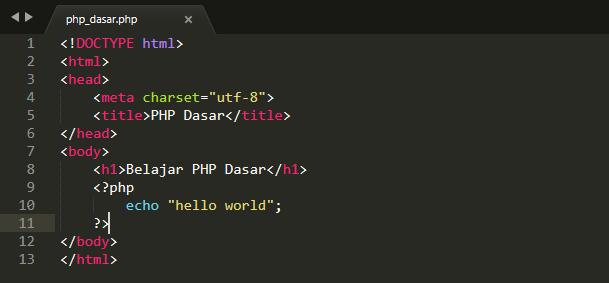 php_dasar.php
1 <!DOCTYPE html>
2 <html>
3 <head>
4     <meta charset="utf-8">
5     <title>PHP Dasar</title>
6 </head>
7 <body>
8     <h1>Belajar PHP Dasar</h1>
9     <?php
10         echo "hello world";
11     ?>
12 </body>
13 </html>